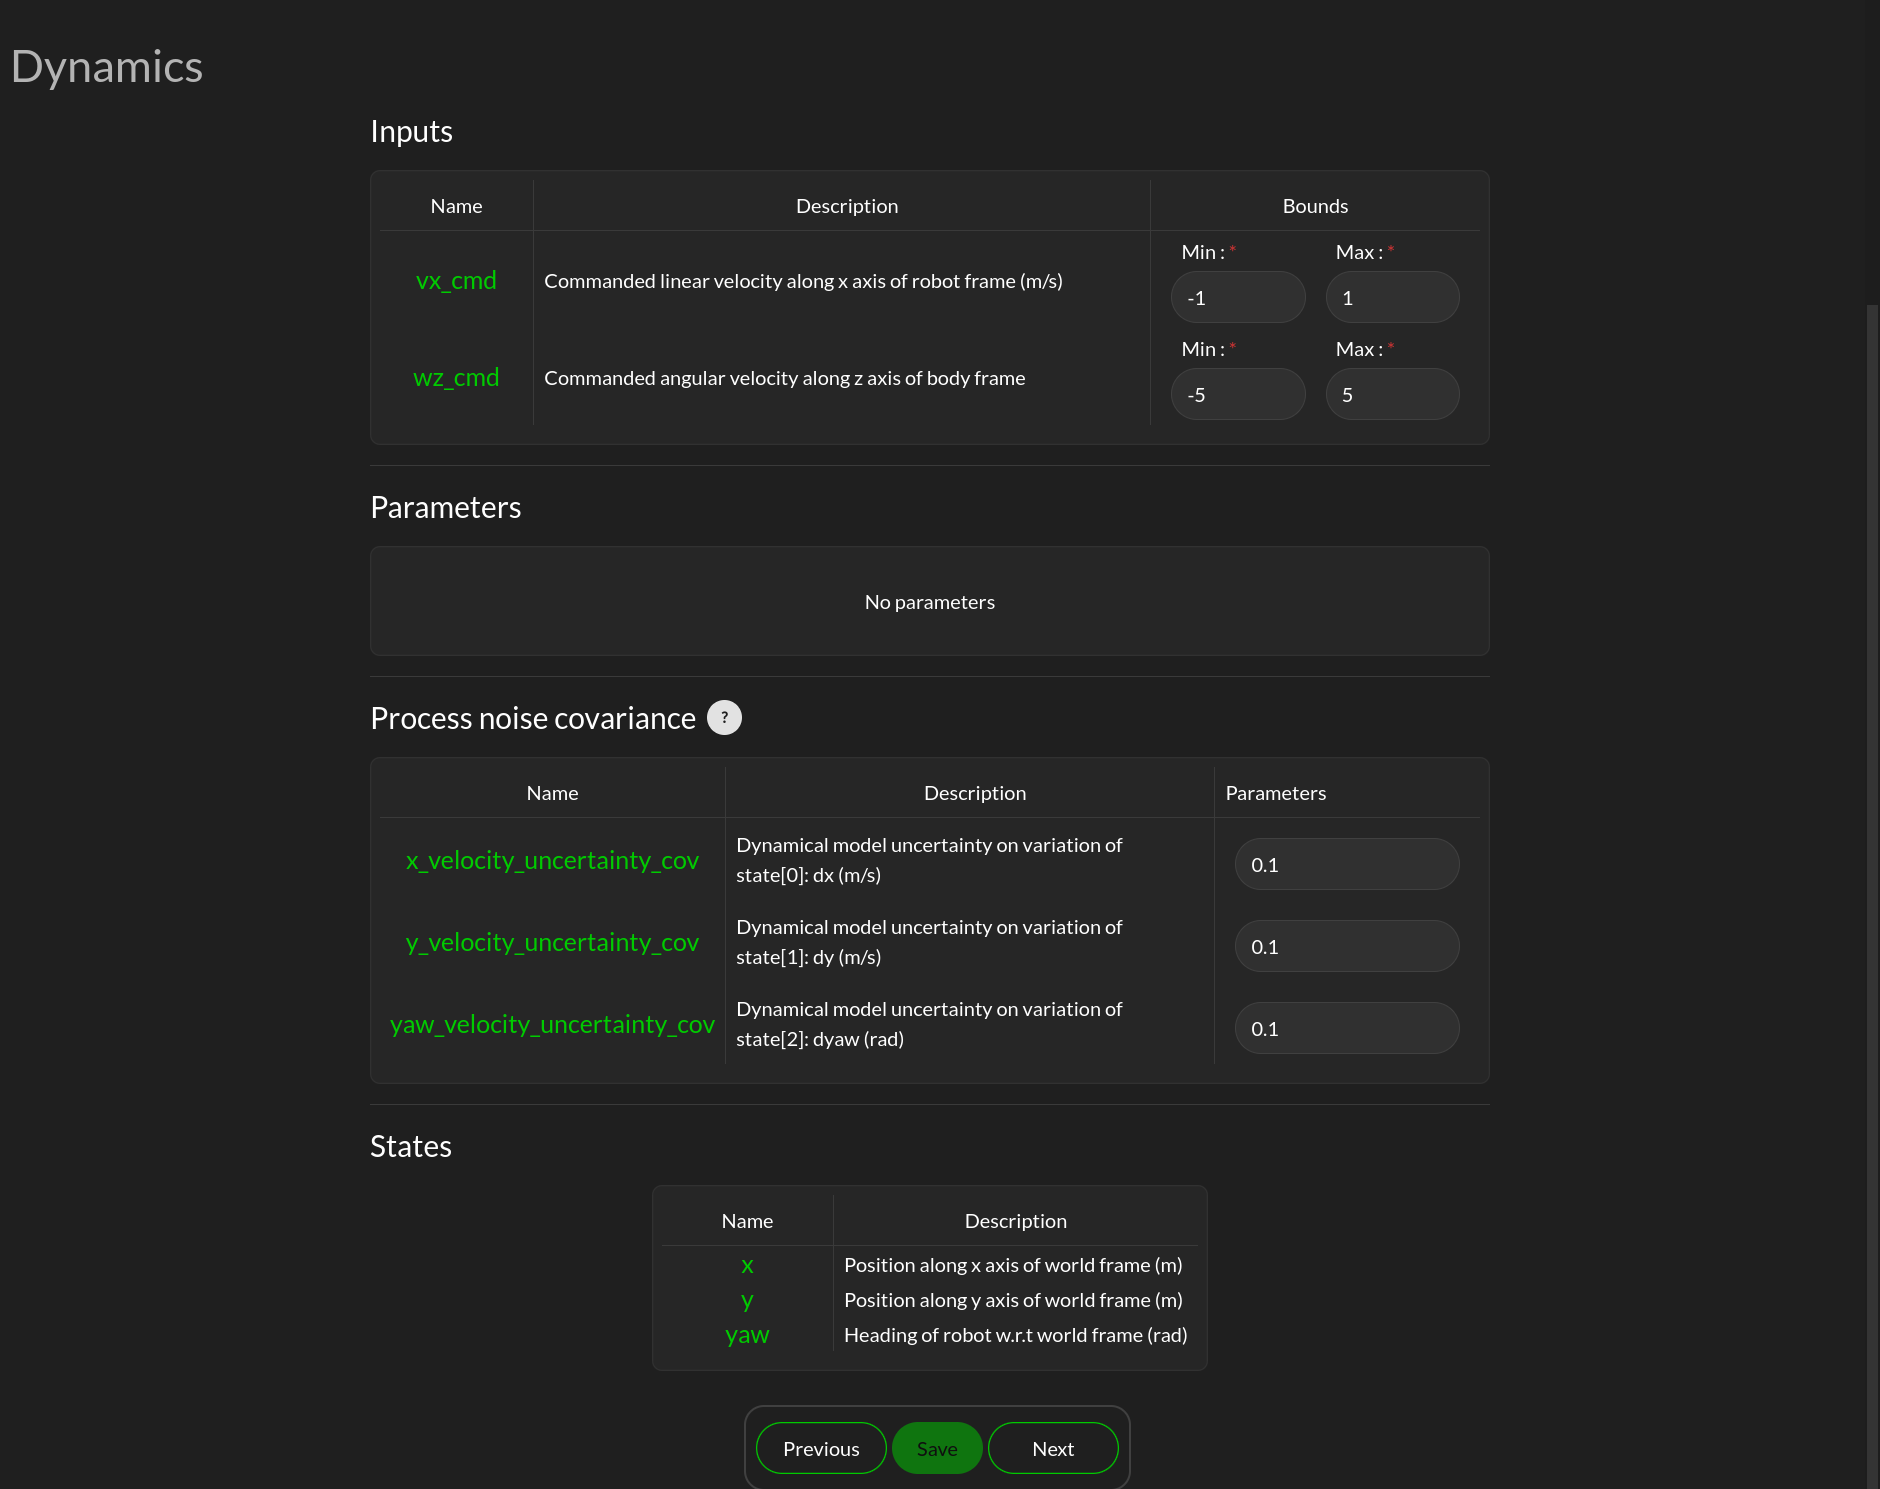 Dynamics
Inputs
Name Description Bounds
Min : * Max : *
vx_cmd Commanded linear velocity along x axis of robot frame (m/s) -1 1
Min : * Max : *
wz_cmd Commanded angular velocity along z axis of body frame -5 5
Parameters
No parameters
Process noise covariance ?
Name Description Parameters
x_velocity_uncertainty_cov Dynamical model uncertainty on variation of
state[0]: dx (m/s) 0.1
y_velocity_uncertainty_cov Dynamical model uncertainty on variation of
state[1]: dy (m/s) 0.1
yaw_velocity_uncertainty_cov Dynamical model uncertainty on variation of
state[2]: dyaw (rad) 0.1
States
Name Description
x Position along x axis of world frame (m)
y Position along y axis of world frame (m)
yaw Heading of robot w.r.t world frame (rad)
Previous Save Next